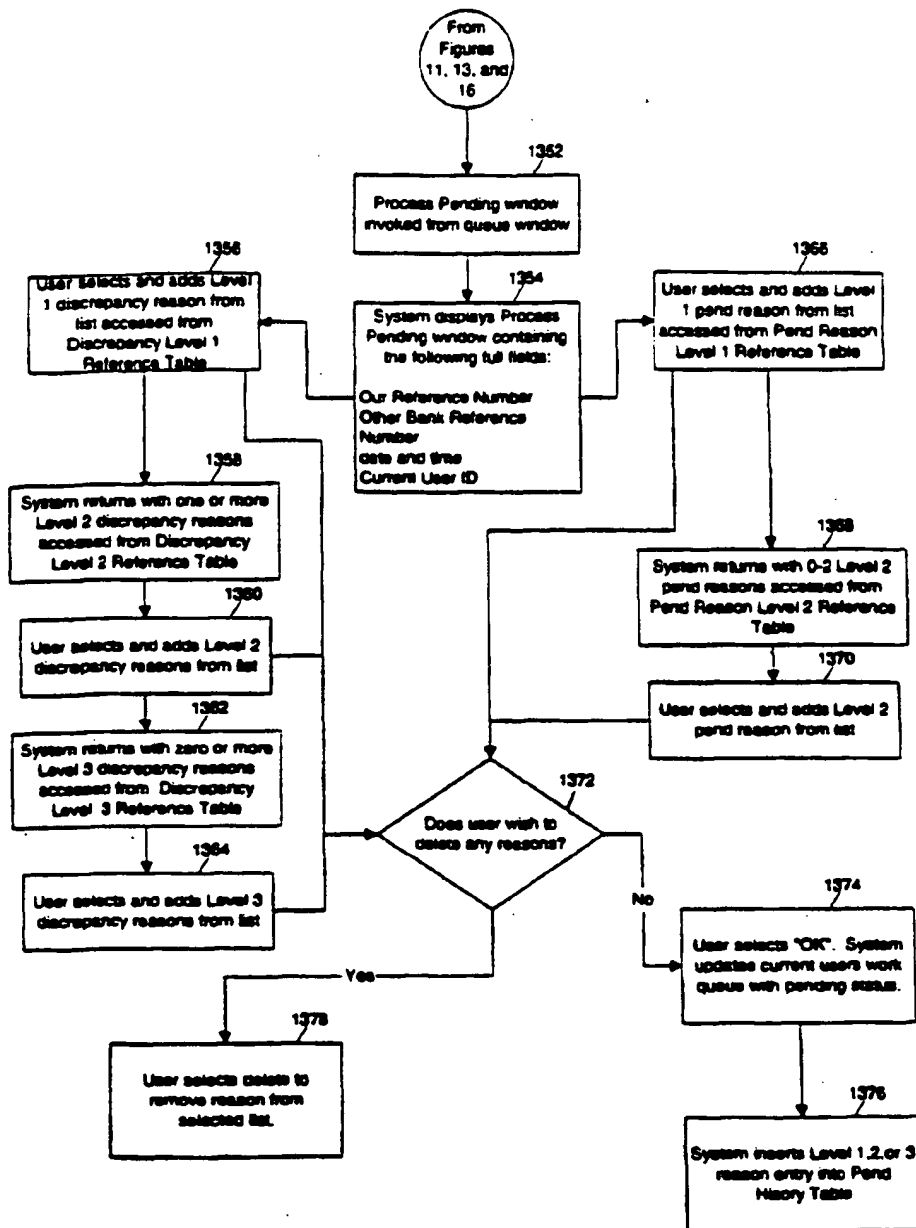 From
Figures
11, 13, and
16
1352
Process Pending window
invoked from queue window
1356
User selects and adds Level
1 discrepancy reason from
list accessed from
Discrepancy Level 1
Reference Table
1354
System displays Process
Pending window containing
the following full fields:
Our Reference Number
Other Bank Reference
Number
date and time
Current User ID
1366
User selects and adds Level
1 pend reason from list
accessed from Pend Reason
Level 1 Reference Table
1358
System returns with one or more
Level 2 discrepancy reasons
accessed from Discrepancy
Level 2 Reference Table
1368
System returns with 0-2 Level 2
pend reasons accessed from
Pend Reason Level 2 Reference
Table
1360
User selects and adds Level 2
discrepancy reasons from list
1370
User selects and adds Level 2
pend reason from list
1362
System returns with zero or more
Level 3 discrepancy reasons
accessed from Discrepancy
Level 3 Reference Table
1372
Does user wish to
delete any reasons?
1364
User selects and adds Level 3
discrepancy reasons from list
No
1374
User selects "OK". System
updates current users work
queue with pending status.
Yes
1378
User selects delete to
remove reason from
selected list.
1376
System inserts Level 1,2,or 3
reason entry into Pend
Hisory Table